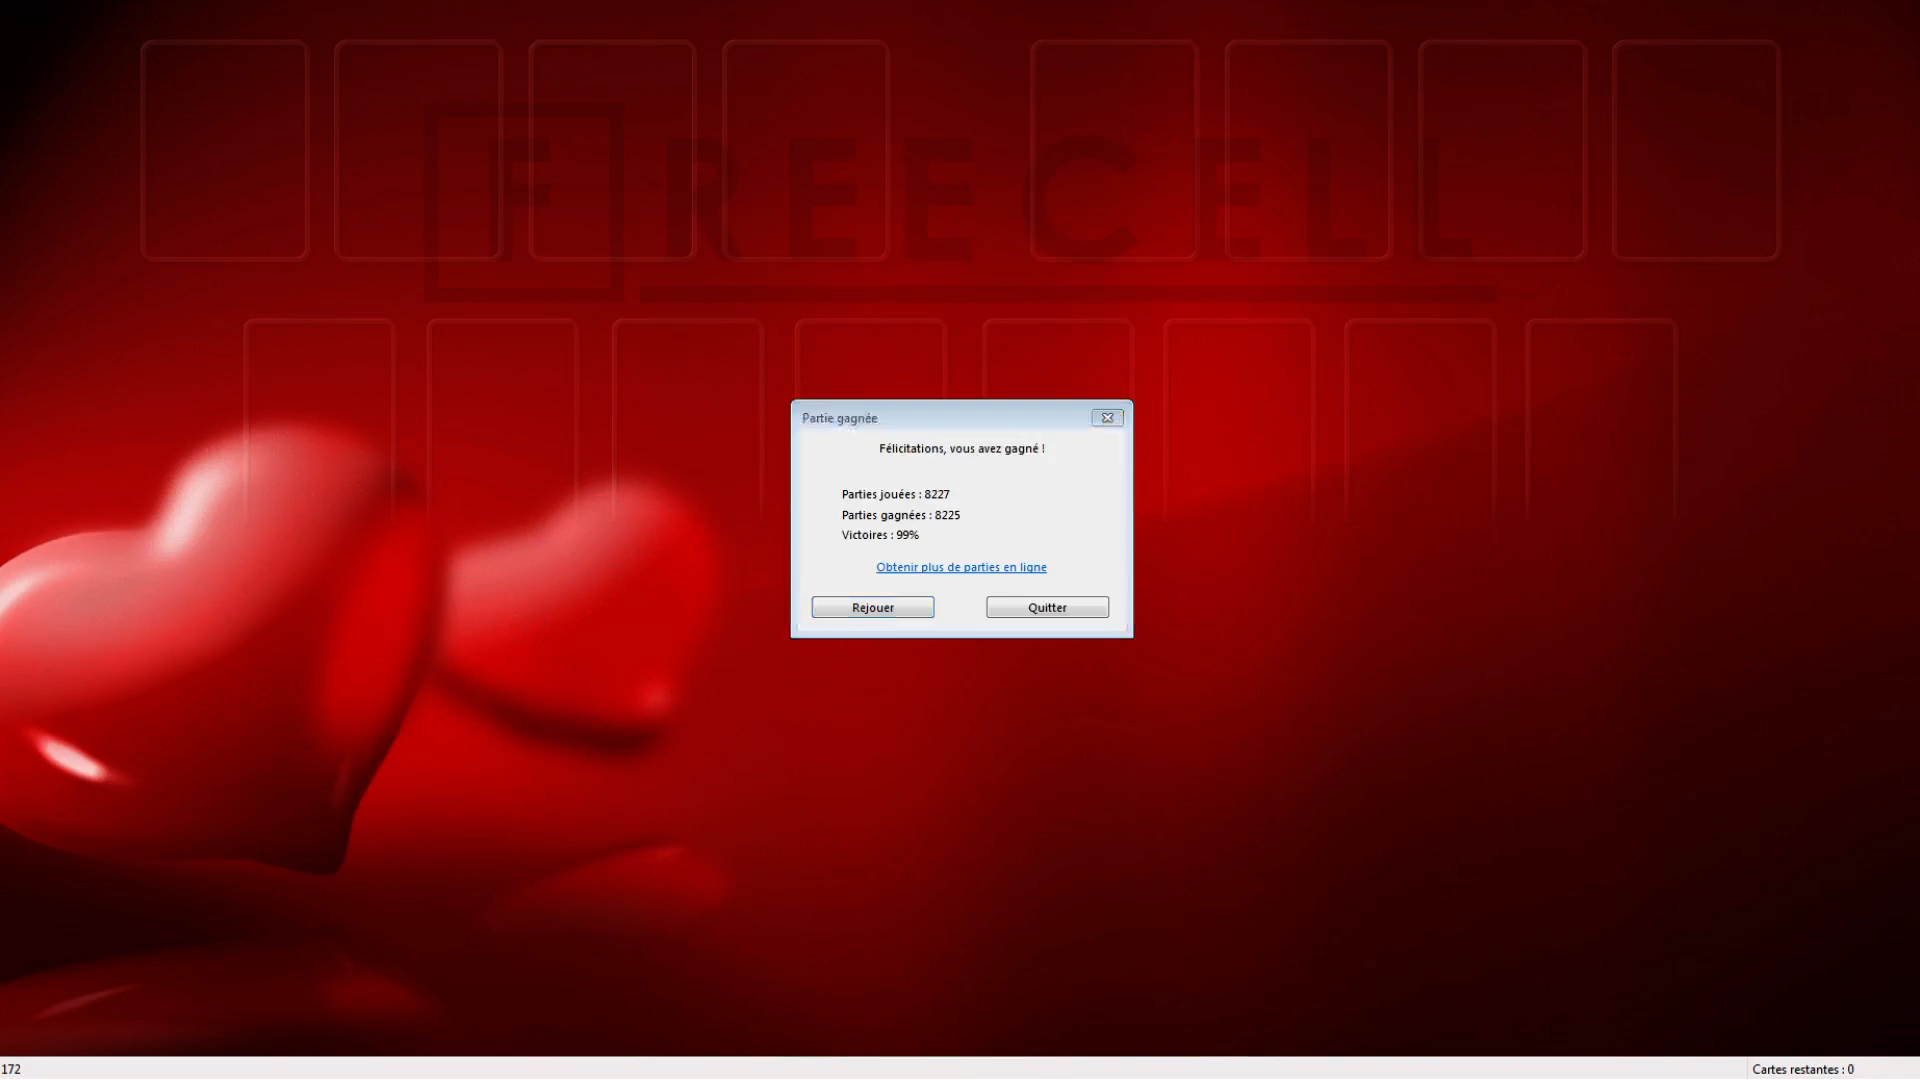 FREECELL
Partie gagnée
Félicitations, vous avez gagné !
Parties jouées : 8227
Parties gagnées : 8225
Victoires : 99%
Obtenir plus de parties en ligne
Rejouer
Quitter
172
Cartes restantes : 0